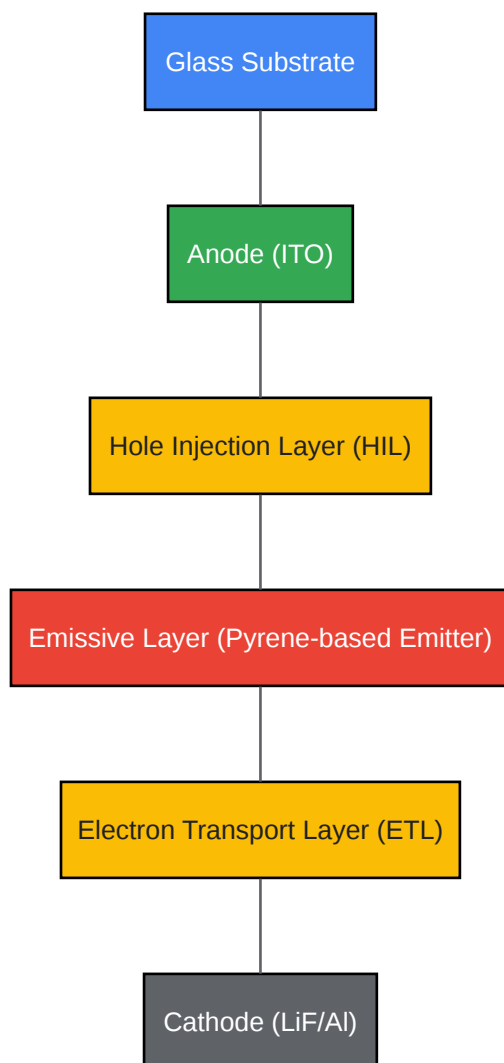 Glass Substrate
Anode (ITO)
Hole Injection Layer (HIL)
Emissive Layer (Pyrene-based Emitter)
Electron Transport Layer (ETL)
Cathode (LiF/Al)